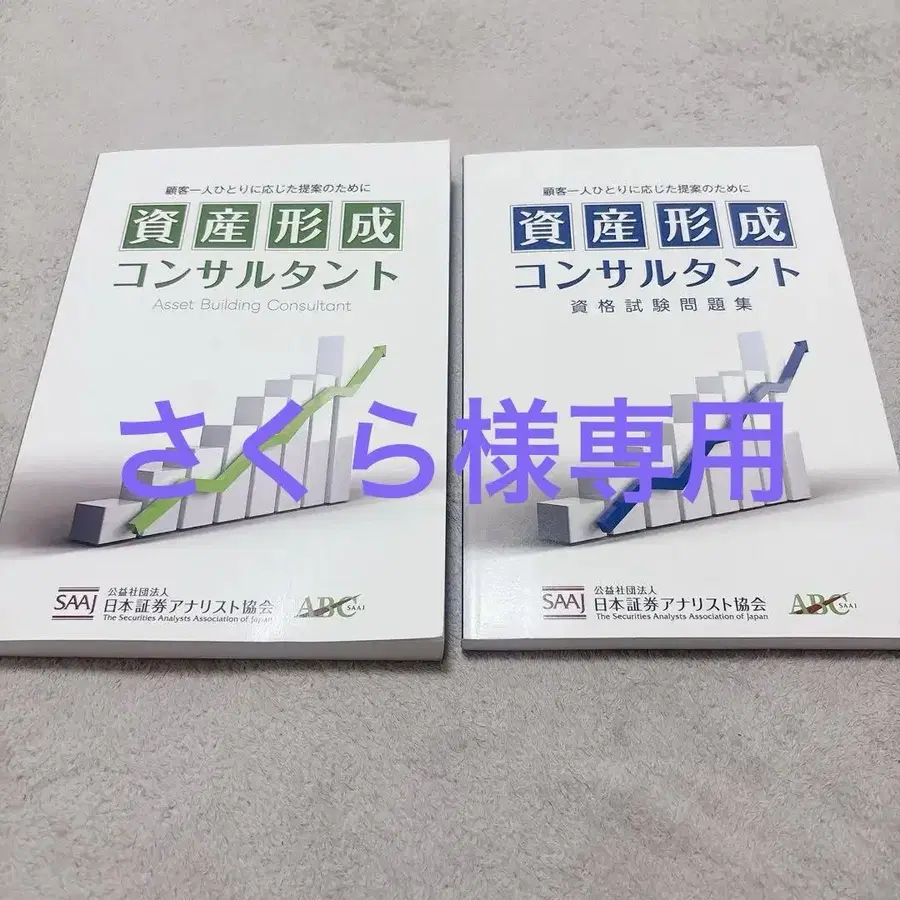 顧客一人ひとりに応じた提案のために
資産形成
コンサルタント
Asset Building Consultant
SAAJ
公益社団法人
日本証券アナリスト協会
The Securities Analysts Association of Japan
ABC
SAAJ
顧客一人ひとりに応じた提案のために
資産形成
コンサルタント
資格試験問題集
SAAJ
公益社団法人
日本証券アナリスト協会
The Securities Analysts Association of Japan
ABC
SAAJ
さくら様専用